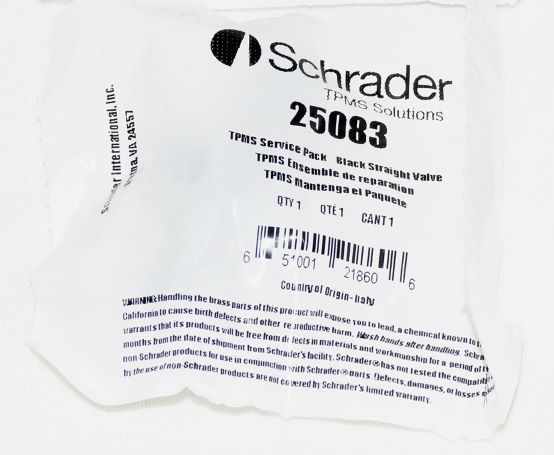 Schrader
TPMS Solutions
25083
TPMS Service Pack Black Straight Valve
TPMS Ensemble de reparation
TPMS Mantenga el Paquete
QTY 1 QTÉ 1 CANT 1
6 51001 21860 6
Country of Origin- Italy
International, Inc.
VA 24557
WARNING: Handling the brass parts of this product will expose you to lead, a chemical known to
California to cause birth defects and other reproductive harm. Wash hands after handling.
warrants that its products will be free from defects in materials and workmanship for a period of
months from the date of shipment from Schrader's facility. Schrader® has not tested the
non-Schrader products for use in conjunction with Schrader® parts. Defects, damages, or losses
by the use of non-Schrader products are not covered by Schrader's limited warranty.